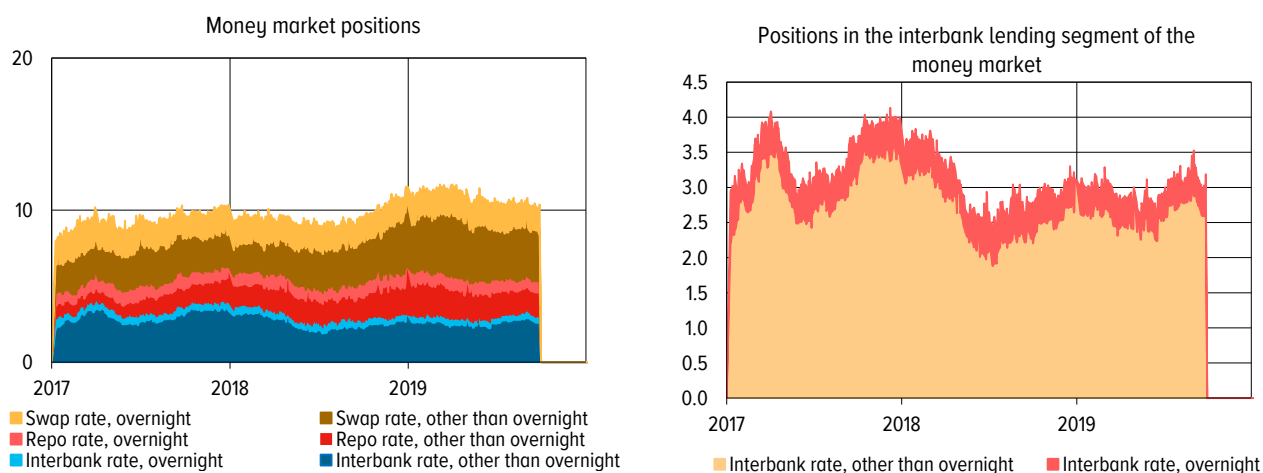 Money market positions
20
10
0
2017
2018
2019
Swap rate, overnight
Swap rate, other than overnight
Repo rate, overnight
Repo rate, other than overnight
Interbank rate, overnight
Interbank rate, other than overnight
Positions in the interbank lending segment of the
money market
4.5
4.0
3.5
3.0
2.5
2.0
1.5
1.0
0.5
0.0
2017
2018
2019
Interbank rate, other than overnight
Interbank rate, overnight